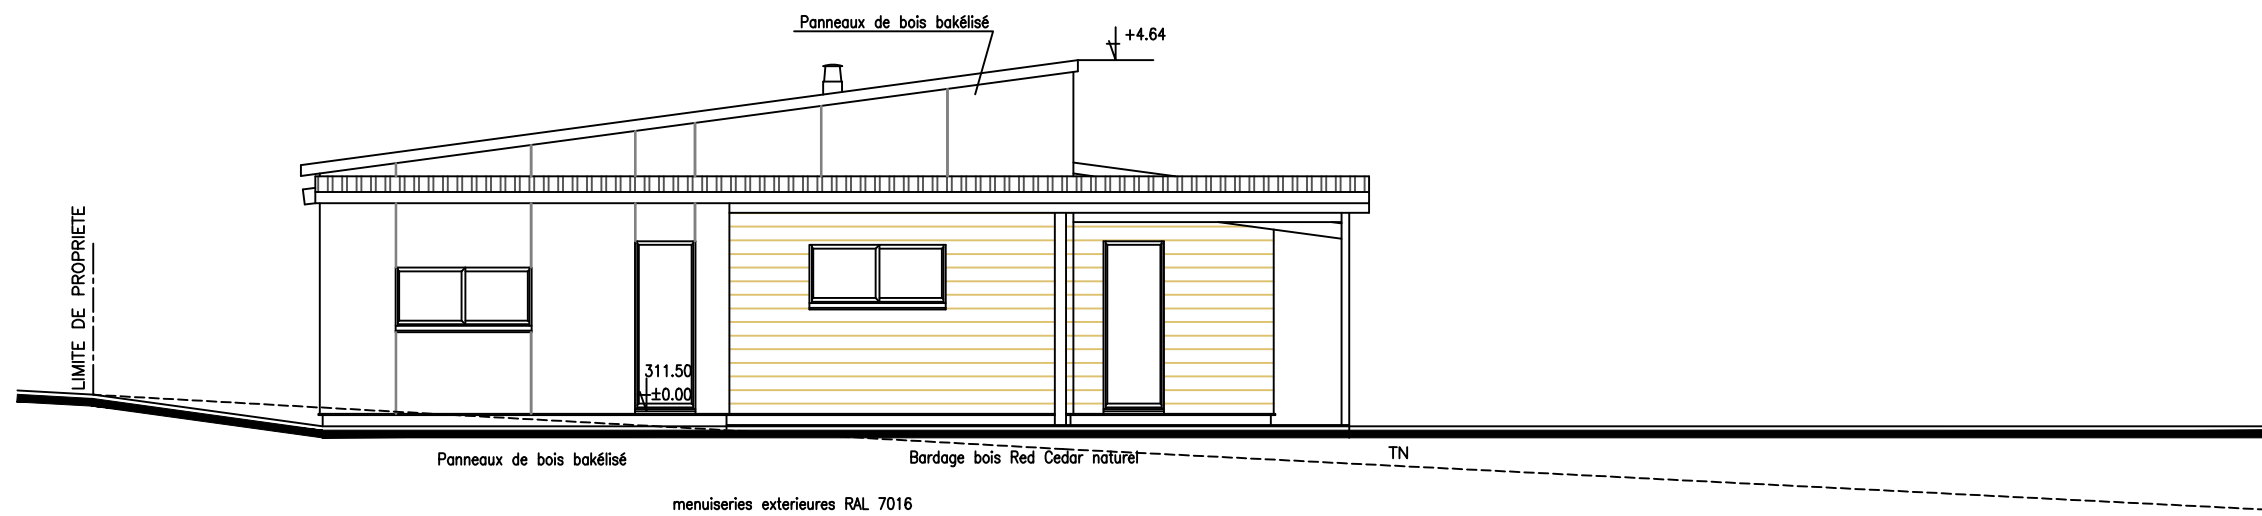 Panneaux de bois bakélisé
+4.64
LIMITE DE PROPRIETE
311.50
±0.00
Panneaux de bois bakélisé
Bardage bois Red Cedar naturel
TN
menuiseries exterieures RAL 7016